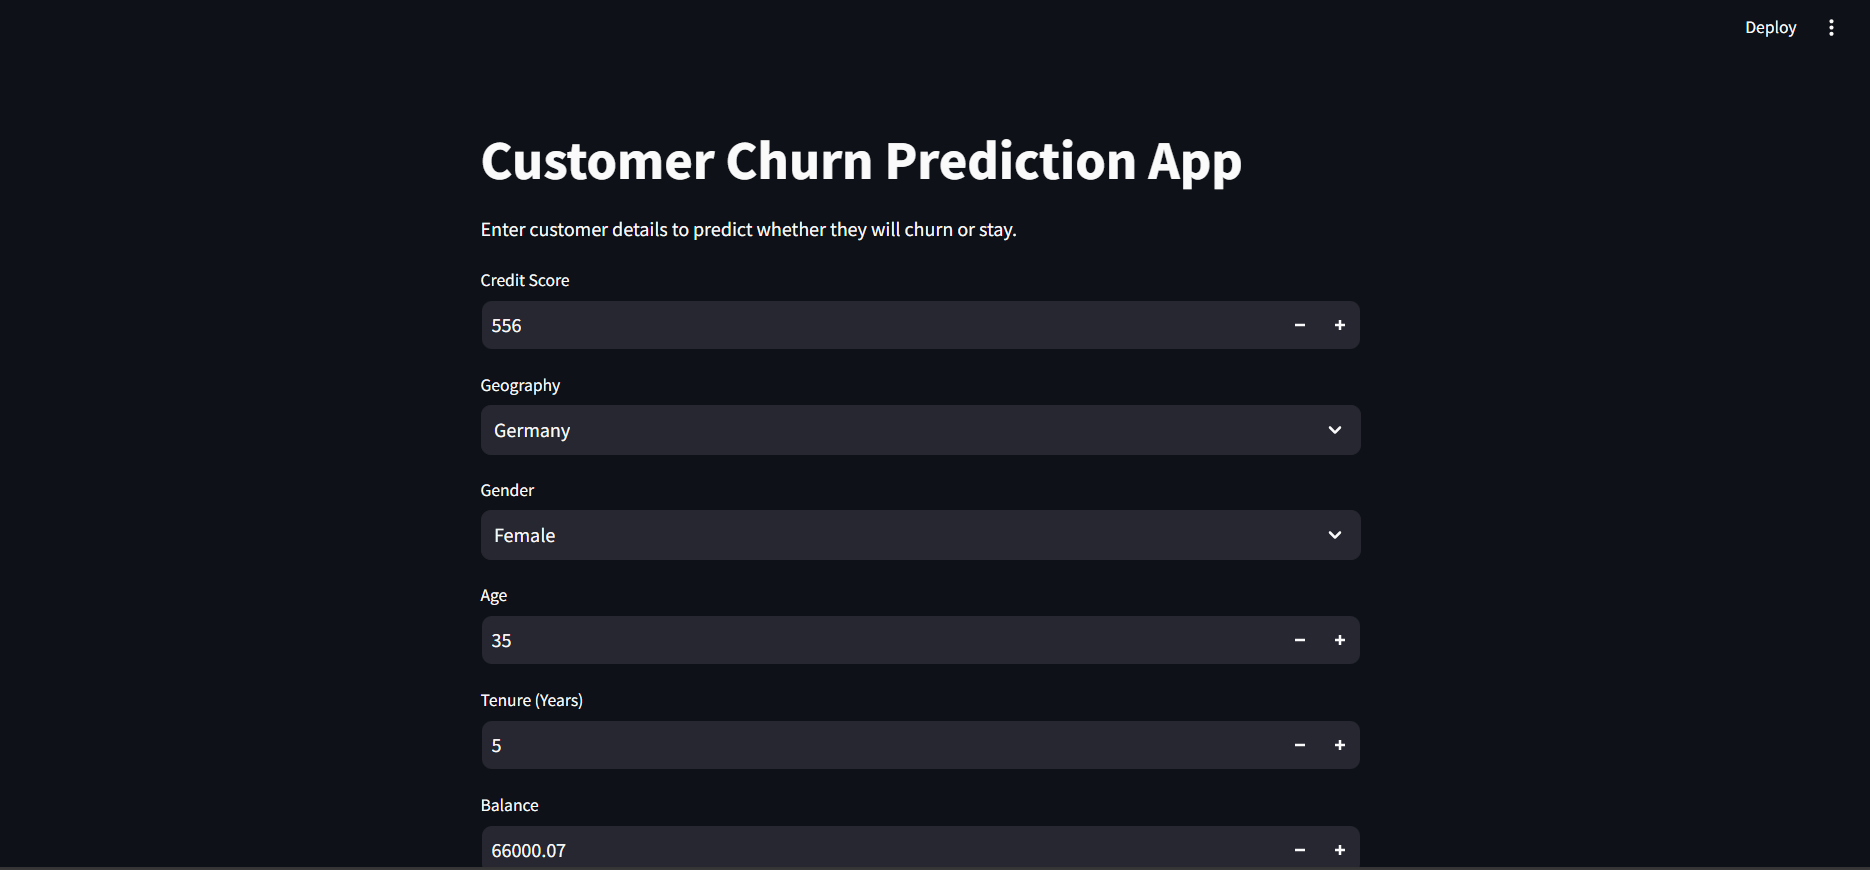 Deploy
Customer Churn Prediction App
Enter customer details to predict whether they will churn or stay.
Credit Score
556
Geography
Germany
Gender
Female
Age
35
Tenure (Years)
5
Balance
66000.07